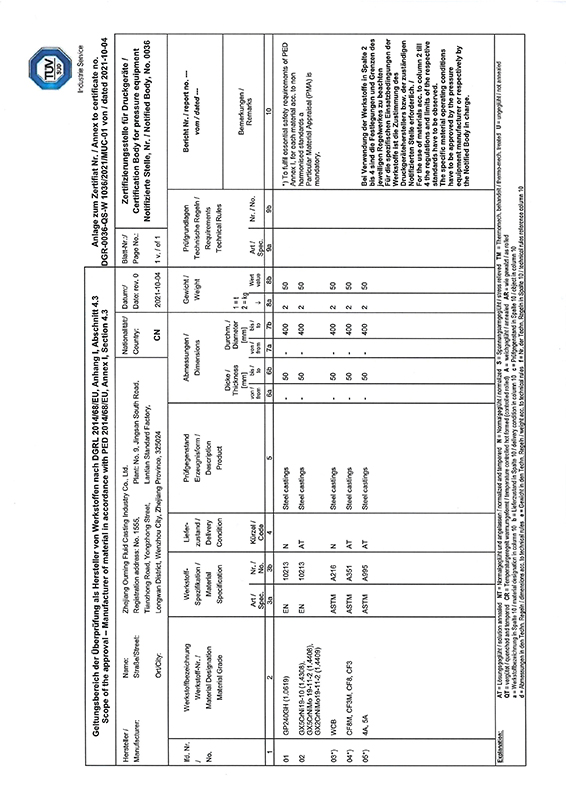 TÜV
SÜD
Industrie Service
Geltungsbereich der Überprüfung als Hersteller von Werkstoffen nach DGRL 2014/68/EU, Anhang I, Abschnitt 4.3
Scope of the approval – Manufacturer of material in accordance with PED 2014/68/EU, Annex I, Section 4.3
Anlage zum Zertifikat Nr. / Annex to certificate no.
DGR-0036-QS-W 1036/2021/MUC-01 von / dated 2021-10-04
Hersteller /
Manufacturer:
Name:
Straße/Street:
Ort/City:
Zhejiang Ouming Fluid Casting Industry Co., Ltd.
Registration address: No. 1555, Plant: No. 9, Jingsan South Road,
Tianzhong Road, Yongzhong Street, Lantian Standard Factory,
Longwan District, Wenzhou City, Zhejiang Province, 325024
Nationalität/
Country:
CN
Datum/
Date: rev. 0
2021-10-04
Blatt-Nr./
Page No.:
1 v. / of 1
Zertifizierungsstelle für Druckgeräte /
Certification Body for pressure equipment
Notifizierte Stelle, Nr. / Notified Body, No. 0036
lfd. Nr.
/
No.
Werkstoffbezeichnung
Werkstoff-Nr. /
Material Designation
Material Grade
Werkstoff-
Spezifikation /
Material
Specification
Art /
Spec.
Nr. /
No.
Liefer-
zustand /
Delivery
Condition
Kürzel /
Code
Prüfgegenstand
Erzeugnisform /
Description
Product
Abmessungen /
Dimensions
Dicke /
Thickness
[mm]
von /
from
bis /
to
Durchm. /
Diameter
[mm]
von /
from
bis /
to
Gewicht /
Weight
1 = t
2 = kg
↓
Wert
value
Prüfgrundlagen
Technische Regeln /
Requirements
Technical Rules
Art /
Spec.
Nr. / No.
Bericht Nr. / report no. ---
vom / dated ---
Bemerkungen /
Remarks
1 2 3a 3b 4 5 6a 6b 7a 7b 8a 8b 9a 9b 10
01 GP240GH (1.0619) EN 10213 N Steel castings - 50 - 400 2 50
02 GX5CrNi19-10 (1.4308), EN 10213 AT Steel castings - 50 - 400 2 50
GX5CrNiMo 19-11-2 (1.4408),
GX2CrNiMo19-11-2 (1.4409)
03*) WCB ASTM A216 N Steel castings - 50 - 400 2 50
04*) CF8M, CF3M, CF8, CF3 ASTM A351 AT Steel castings - 50 - 400 2 50
05*) 4A, 5A ASTM A995 AT Steel castings - 50 - 400 2 50
*) To fulfil essential safety requirements of PED
Annex I, for each material acc. to non
harmonised standards a
Particular Material Appraisal (PMA) is
mandatory.
Bei Verwendung der Werkstoffe in Spalte 2
bis 4 sind die Festlegungen und Grenzen des
jeweiligen Regelwerkes zu beachten
Für die spezifischen Einsatzbedingungen der
Werkstoffe ist die Zustimmung des
Druckgeräteherstellers bzw. der zuständigen
Notifizierten Stelle erforderlich. /
For the use of materials acc. to column 2 till
4 the regulations and limits of the respective
standards have to be observed.
The specific material operating conditions
have to be approved by the pressure
equipment manufacturer or respectively by
the Notified Body in charge.
Explanation:
AT = Lösungsgeglüht / solution annealed NT = Normalgeglüht und angelassen / normalized and tempered N = Normalgeglüht / normalized S = Spannungsarmgeglüht / stress relieved TM = Thermomech. behandelt / thermomech. treated U = ungeglüht / not annealed
QT = vergütet / quenched and tempered CR = Temperaturgeregelt warmumgeformt / temperature controlled hot formed (controlled rolled) A = weichgeglüht / annealed AR = wie gewalzt / as rolled
a = Werkstoffbezeichnung in Spalte 10 / material designation in column 10 b = Lieferzustand in Spalte 10 / delivery condition in column 10 c = Prüfgegenstand in Spalte 10 / object in column 10
d = Abmessungen in den Techn. Regeln / dimensions acc. to technical rules e = Gewicht in den Techn. Regeln / weight acc. to technical rules f = Nr. der Techn. Regeln in Spalte 10 / technical rules reference column 10